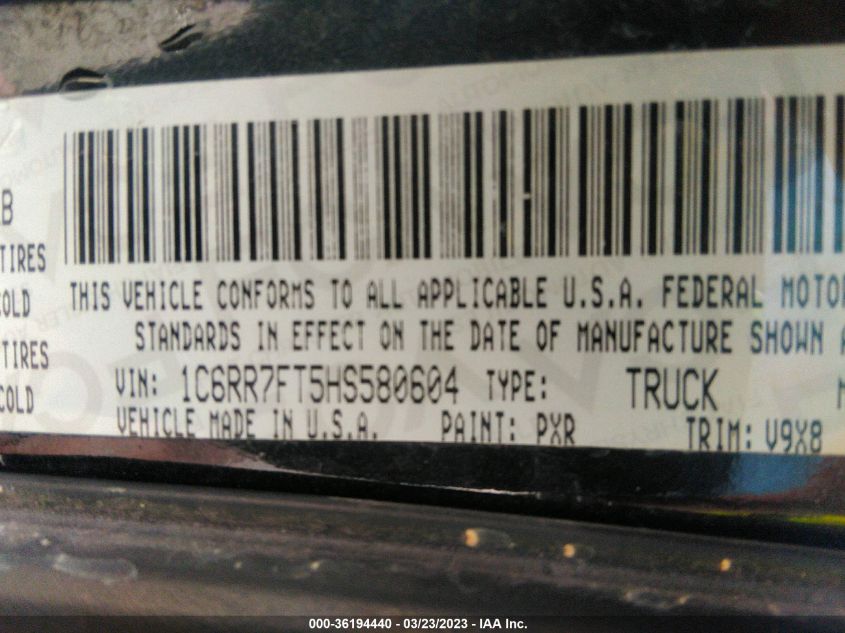 B
TIRES
COLD
TIRES
COLD
THIS VEHICLE CONFORMS TO ALL APPLICABLE U.S.A. FEDERAL MOTOR
STANDARDS IN EFFECT ON THE DATE OF MANUFACTURE SHOWN A
VIN: 1C6RR7FT5HS580604 TYPE: TRUCK M
VEHICLE MADE IN U.S.A. PAINT: PXR TRIM: V9X8
000-36194440 - 03/23/2023 - IAA Inc.